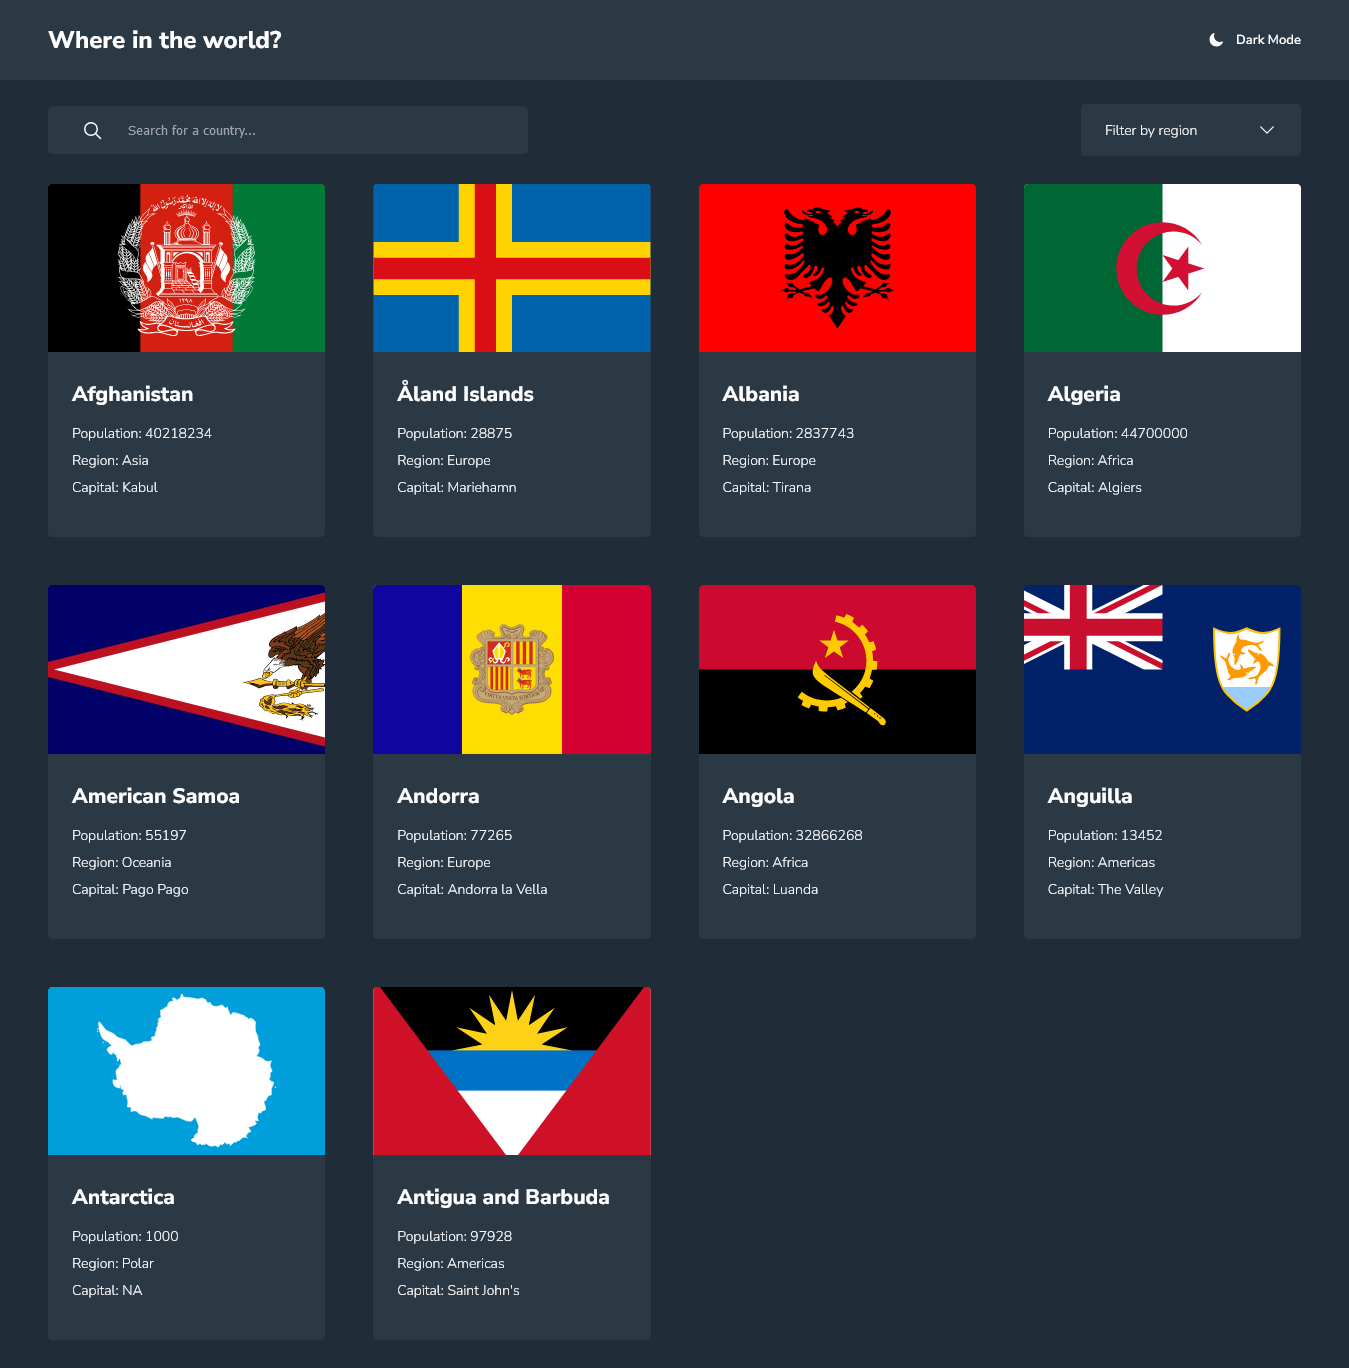 Where in the world?
Dark Mode
Search for a country...
Filter by region
Afghanistan
Population: 40218234
Region: Asia
Capital: Kabul
Åland Islands
Population: 28875
Region: Europe
Capital: Mariehamn
Albania
Population: 2837743
Region: Europe
Capital: Tirana
Algeria
Population: 44700000
Region: Africa
Capital: Algiers
American Samoa
Population: 55197
Region: Oceania
Capital: Pago Pago
Andorra
Population: 77265
Region: Europe
Capital: Andorra la Vella
Angola
Population: 32866268
Region: Africa
Capital: Luanda
Anguilla
Population: 13452
Region: Americas
Capital: The Valley
Antarctica
Population: 1000
Region: Polar
Capital: NA
Antigua and Barbuda
Population: 97928
Region: Americas
Capital: Saint John's